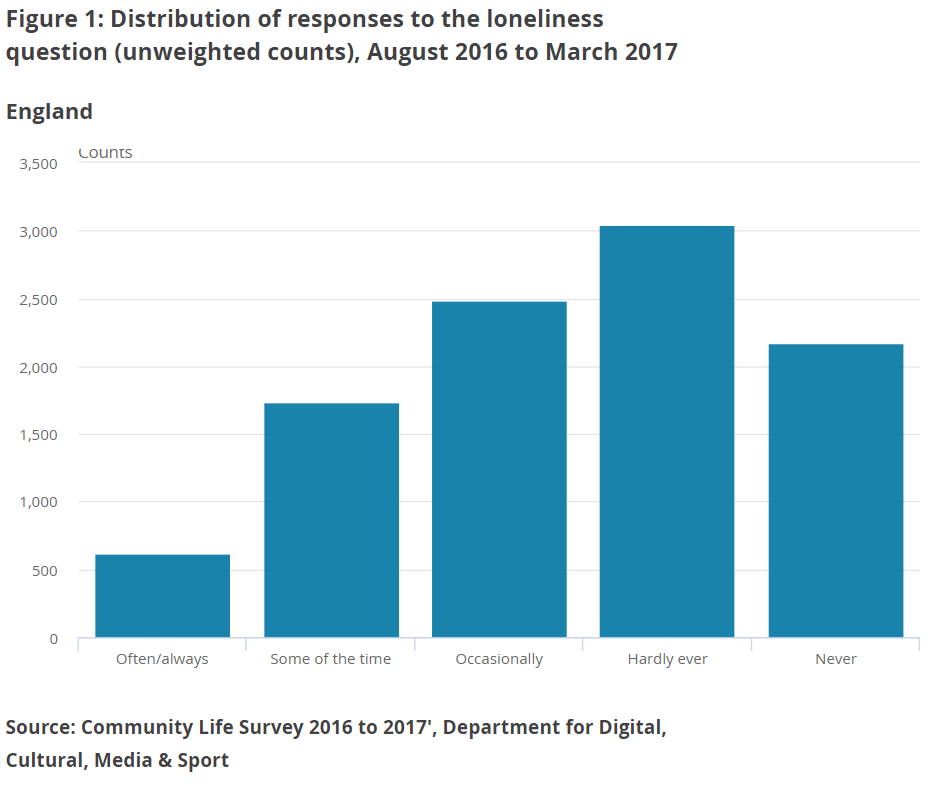 Figure 1: Distribution of responses to the loneliness
question (unweighted counts), August 2016 to March 2017
England
Counts
3,500
3,000
2,500
2,000
1,500
1,000
500
0
Often/always Some of the time Occasionally Hardly ever Never
Source: Community Life Survey 2016 to 2017', Department for Digital,
Cultural, Media & Sport